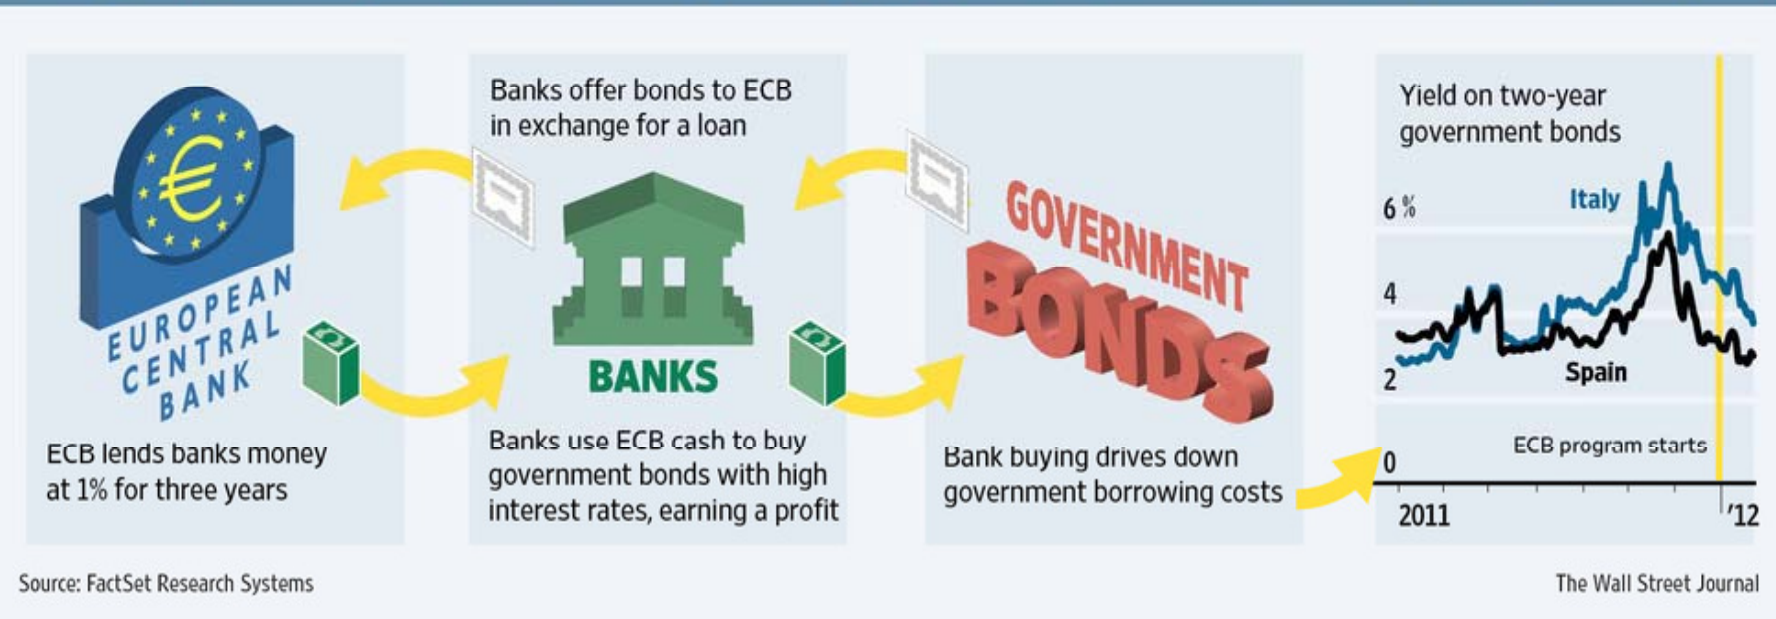 EUROPEAN
CENTRAL
BANK
ECB lends banks money
at 1% for three years
Banks offer bonds to ECB
in exchange for a loan
BANKS
Banks use ECB cash to buy
government bonds with high
interest rates, earning a profit
GOVERNMENT
BONDS
Bank buying drives down
government borrowing costs
Yield on two-year
government bonds
6 %
Italy
4
2
Spain
ECB program starts
0
2011
'12
Source: FactSet Research Systems
The Wall Street Journal